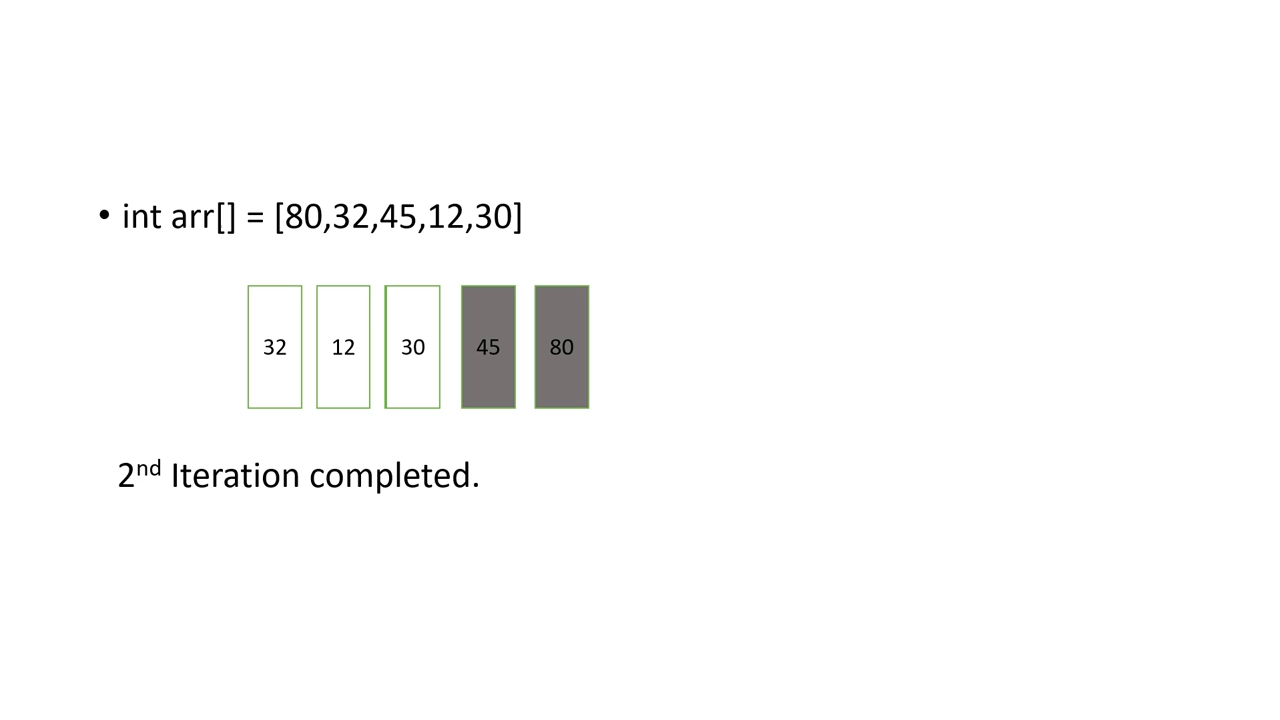 • int arr[] = [80,32,45,12,30]
32 12 30 45 80
2nd Iteration completed.